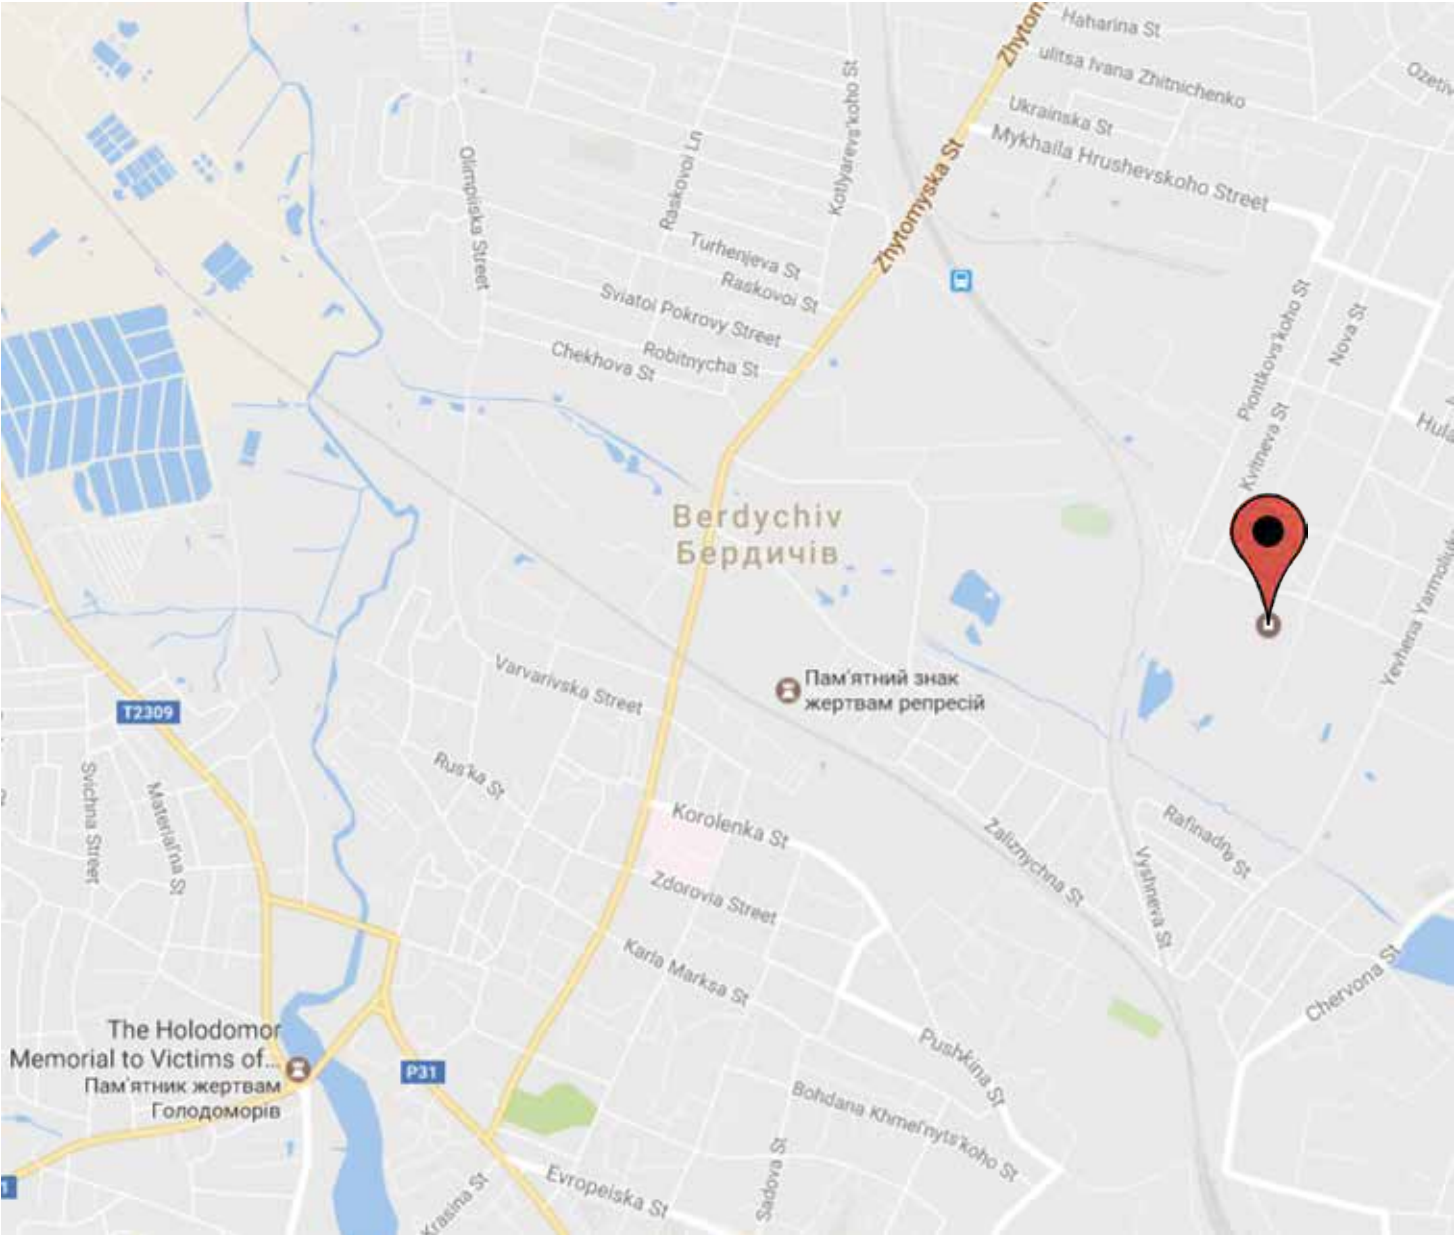 Haharina St
Zhytom
ulitsa Ivana Zhitnichenko
Ozetiv
Ukrainska St
Mykhaila Hrushevskoho Street
Kotlyarevs'koho St
Raskovoi Ln
Olimpiiska Street
Zhytomyska St
Turhenjeva St
Raskovoi St
Sviatoi Pokrovy Street
Robitnycha St
Chekhova St
Piontkovs'koho St
Nova St
Kvitneva St
Hula
Berdychiv
Бердичів
Yevhena Yarmoliuk
Пам'ятний знак
жертвам репресій
Varvarivska Street
T2309
Rus'ka St
Svichna Street
Material'na St
Korolenka St
Zaliznychna St
Rafinadna St
Vyshneva St
Zdorovia Street
Karla Marksa St
Chervona St
The Holodomor
Memorial to Victims of...
Пам'ятник жертвам
Голодоморів
P31
Pushkina St
Bohdana Khmel'nyts'koho St
Sadova St
Evropeiska St
Krasina St
1